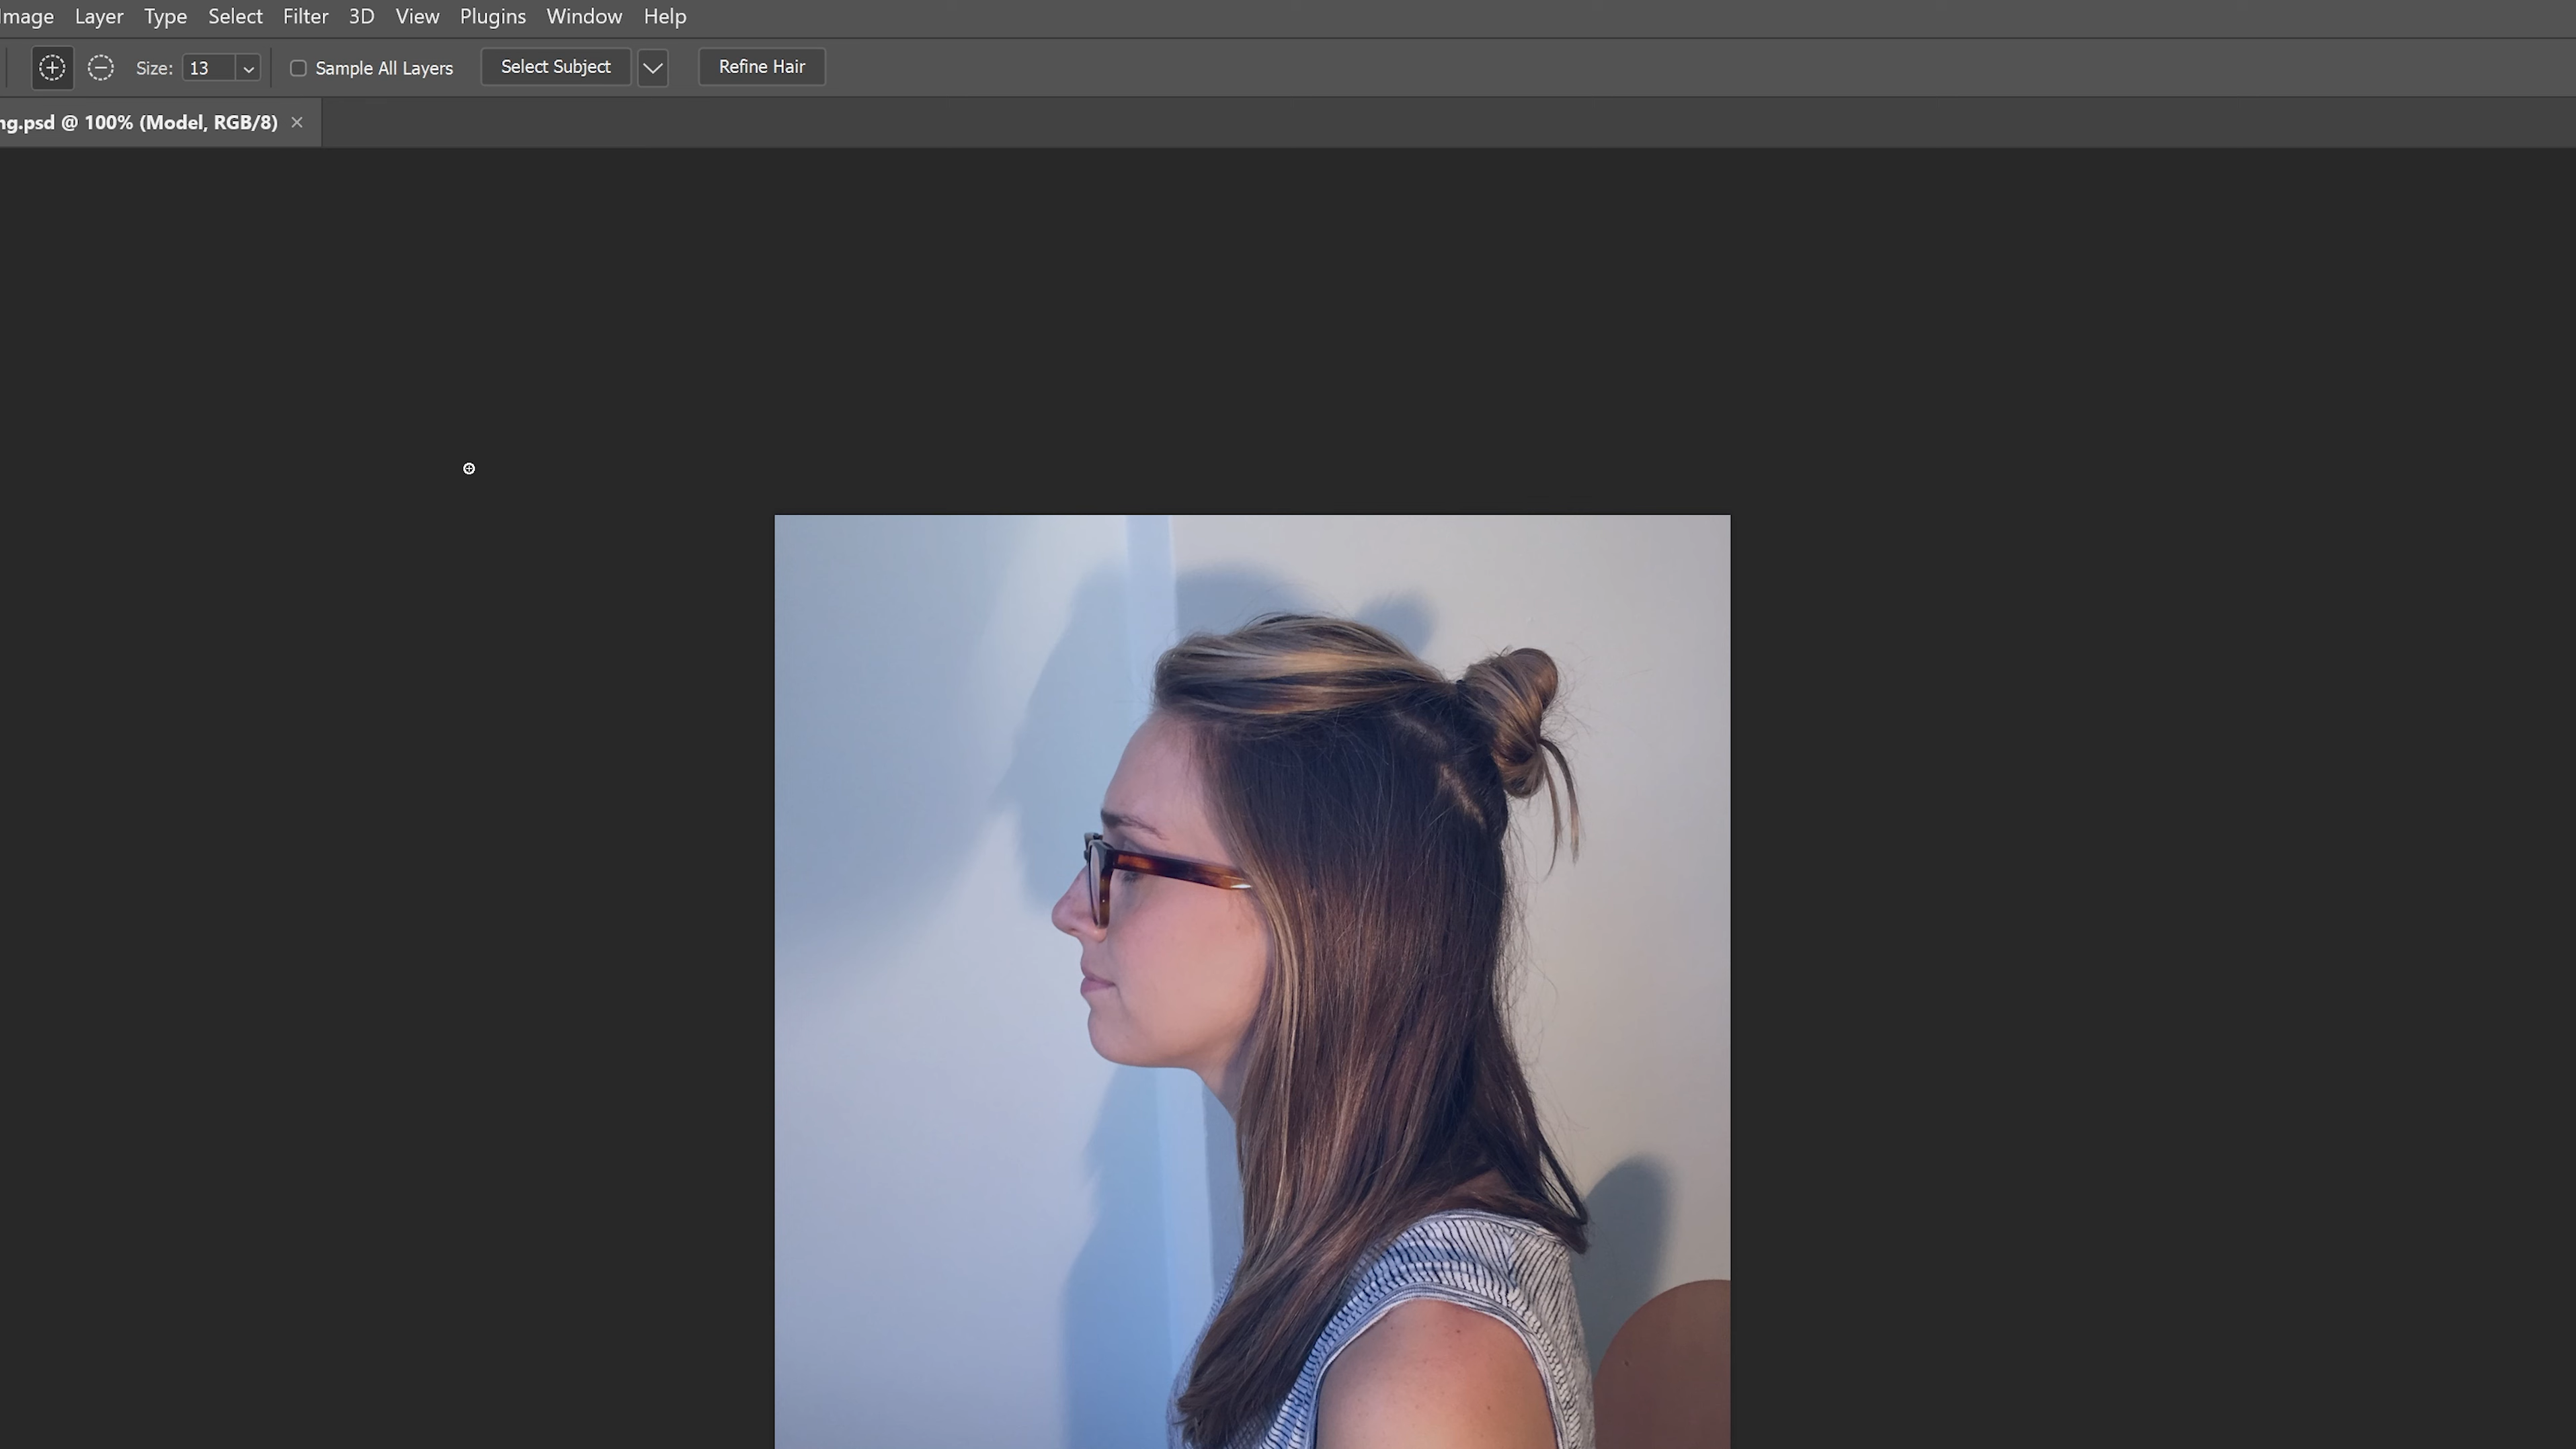 Image Layer Type Select Filter 3D View Plugins Window Help
Size: 13 Sample All Layers Select Subject Refine Hair
ng.psd @ 100% (Model, RGB/8) ×